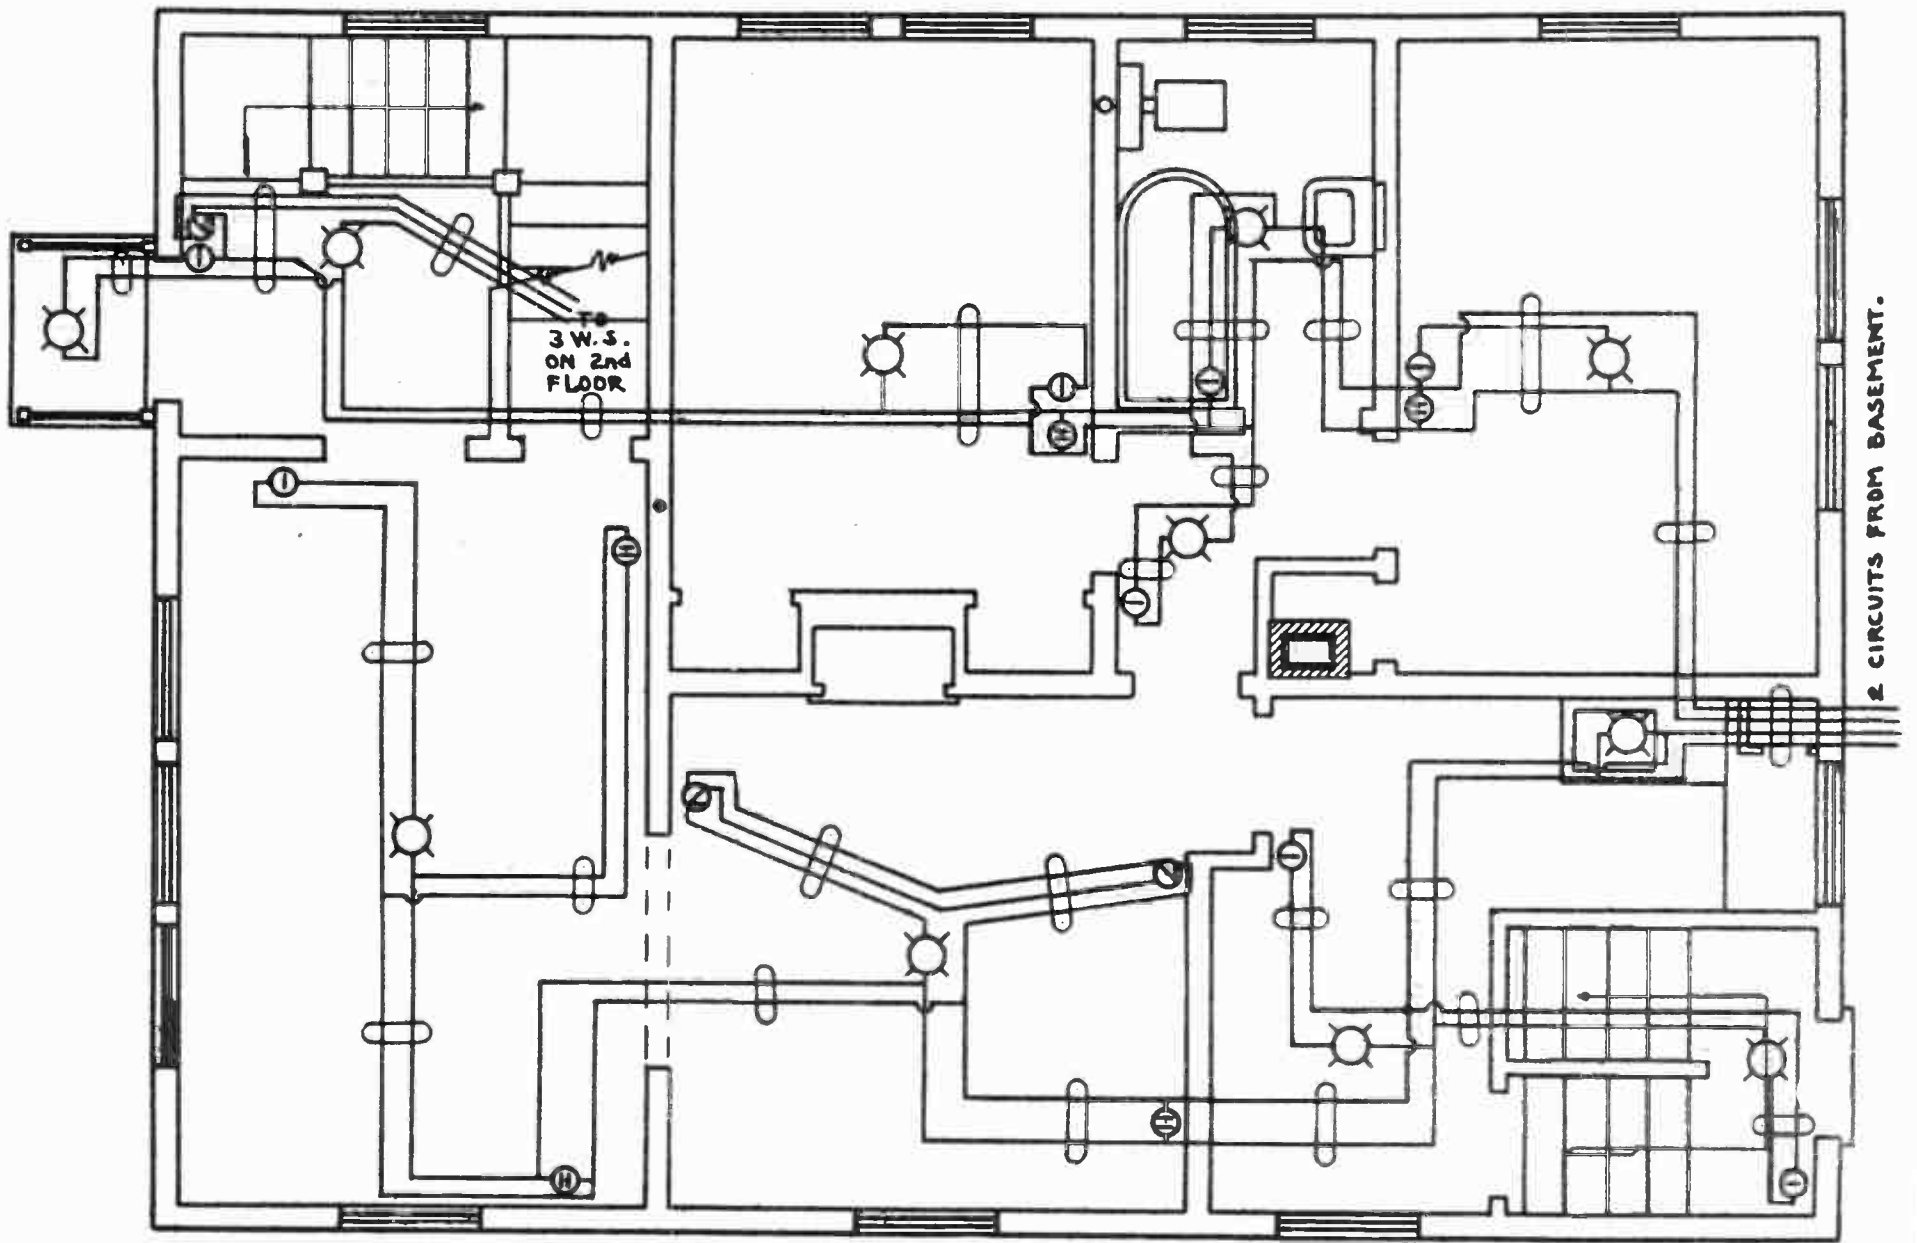 TO
3 W.S.
ON 2nd
FLOOR
2 CIRCUITS FROM BASEMENT.